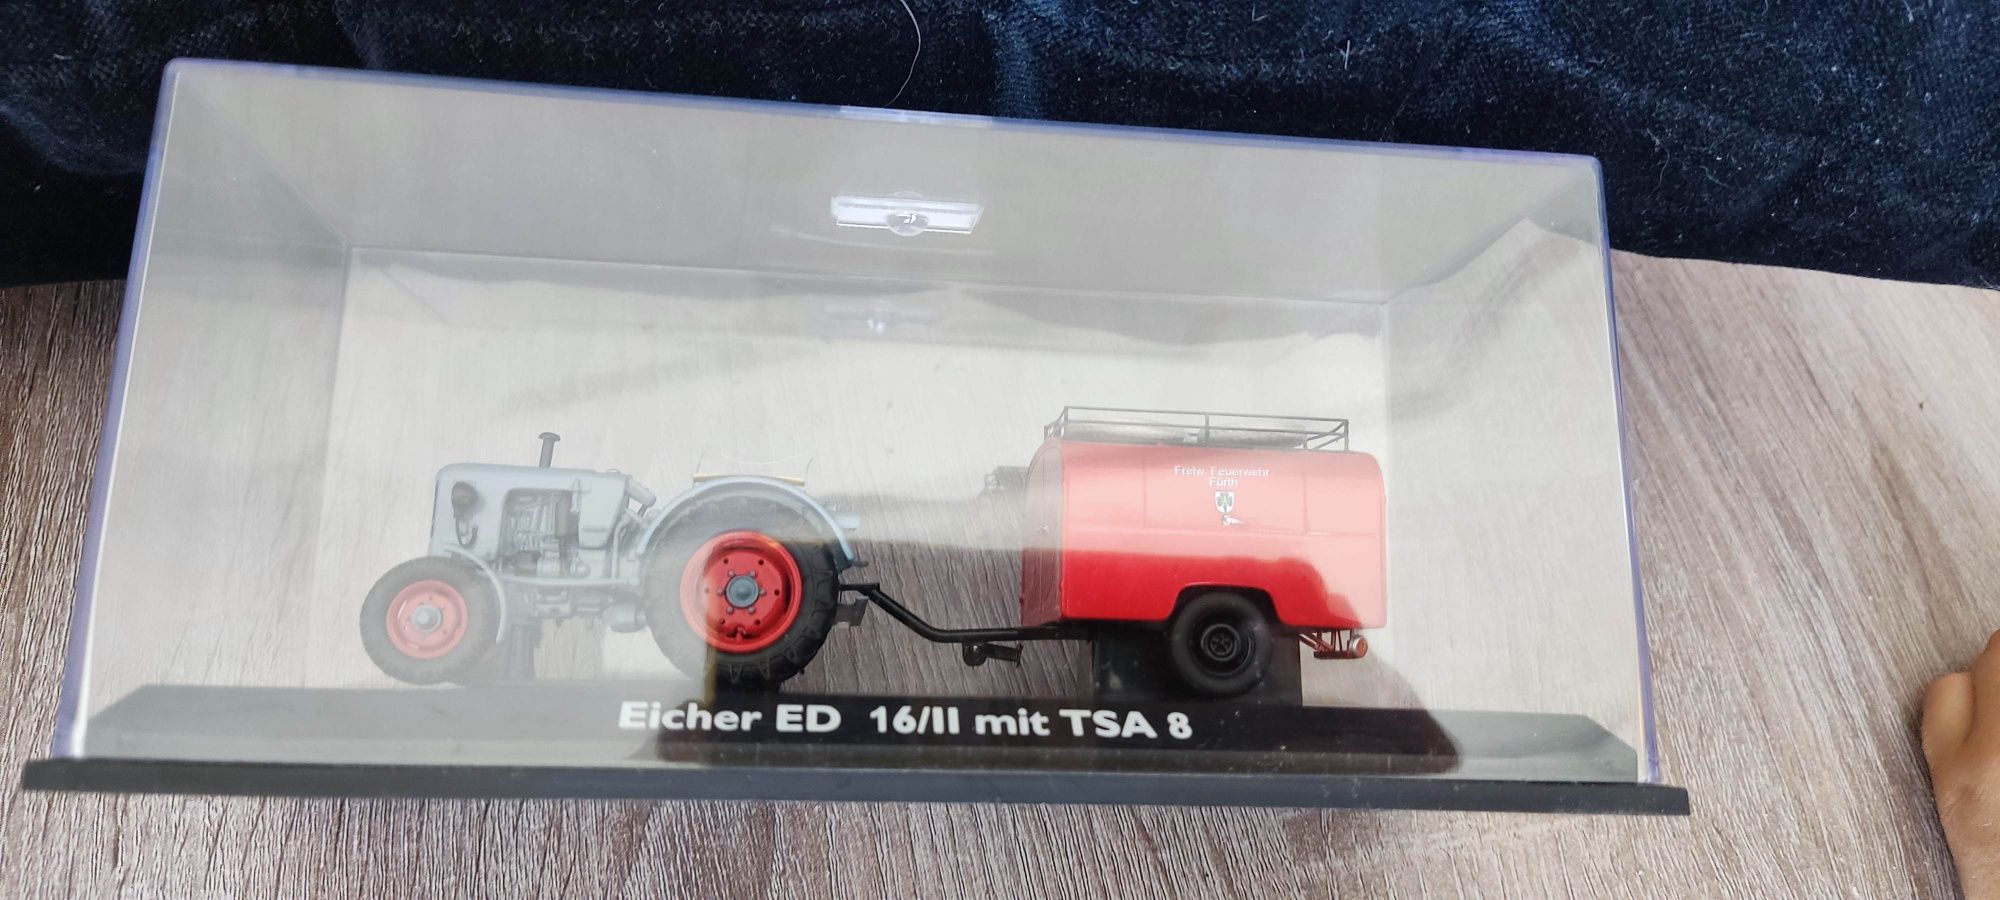 Freiw. Feuerwehr
Fürth
Eicher ED 16/II mit TSA 8